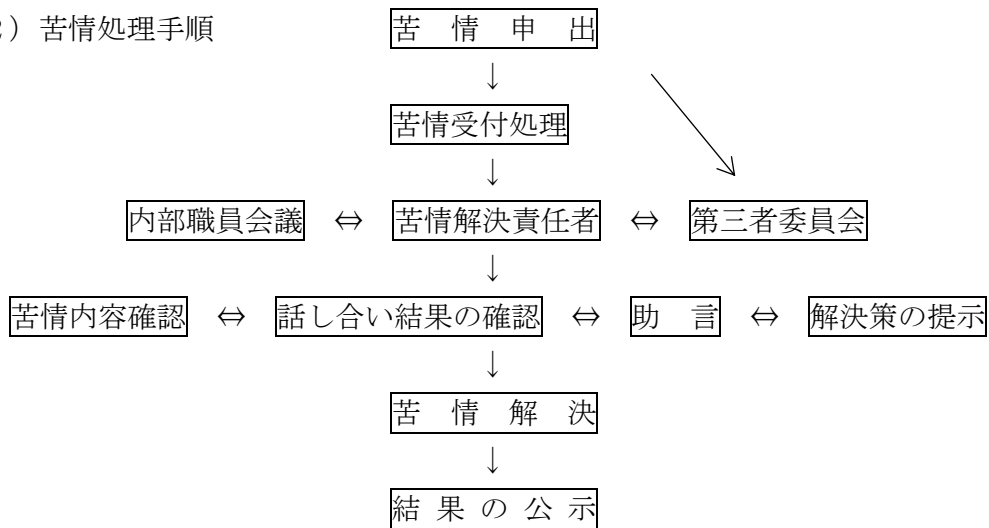 ２）苦情処理手順　苦　情　申　出
↓
苦情受付処理
↓
内部職員会議　⇔　苦情解決責任者　⇔　第三者委員会
↓
苦情内容確認　⇔　話し合い結果の確認　⇔　助　言　⇔　解決策の提示
↓
苦　情　解　決
↓
結 果 の 公 示